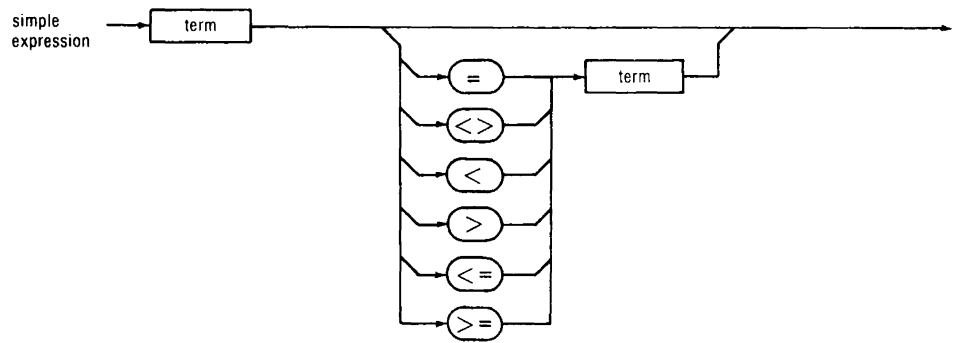 simple
expression
term
=
term
<>
<
>
<=
>=